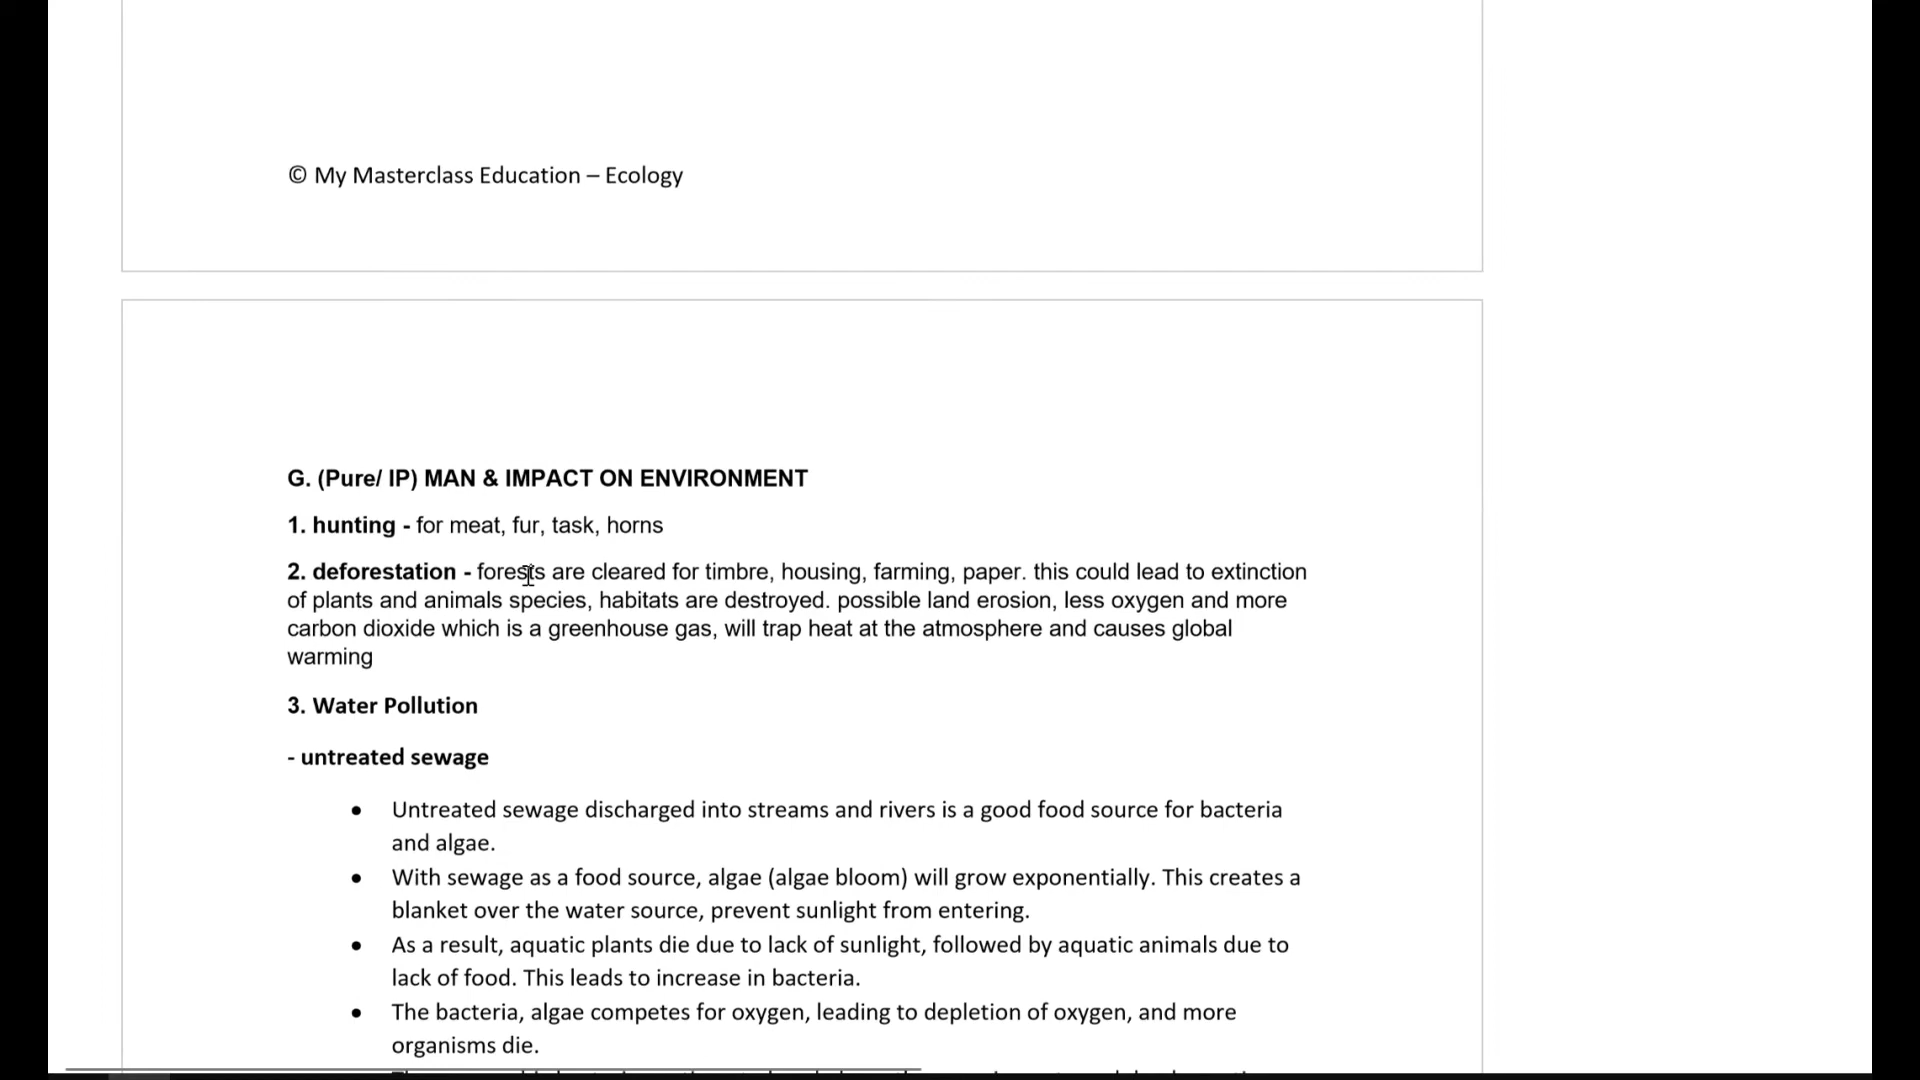 © My Masterclass Education – Ecology
G. (Pure/ IP) MAN & IMPACT ON ENVIRONMENT
1. hunting - for meat, fur, task, horns
2. deforestation - forests are cleared for timbre, housing, farming, paper. this could lead to extinction
of plants and animals species, habitats are destroyed. possible land erosion, less oxygen and more
carbon dioxide which is a greenhouse gas, will trap heat at the atmosphere and causes global
warming
3. Water Pollution
- untreated sewage
• Untreated sewage discharged into streams and rivers is a good food source for bacteria
and algae.
• With sewage as a food source, algae (algae bloom) will grow exponentially. This creates a
blanket over the water source, prevent sunlight from entering.
• As a result, aquatic plants die due to lack of sunlight, followed by aquatic animals due to
lack of food. This leads to increase in bacteria.
• The bacteria, algae competes for oxygen, leading to depletion of oxygen, and more
organisms die.